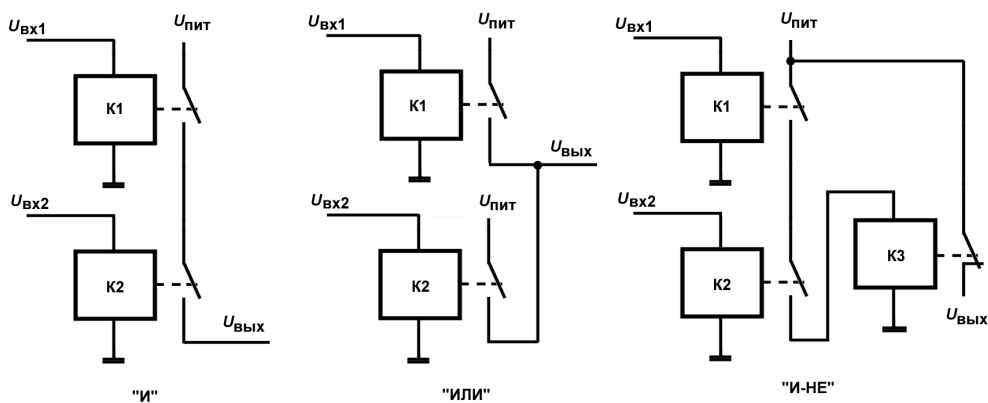 Uвх1
Uпит
К1
Uвх2
К2
Uвых
"И"
Uвх1
Uпит
К1
Uвых
Uвх2
Uпит
К2
"ИЛИ"
Uвх1
Uпит
К1
Uвх2
К2
К3
Uвых
"И-НЕ"